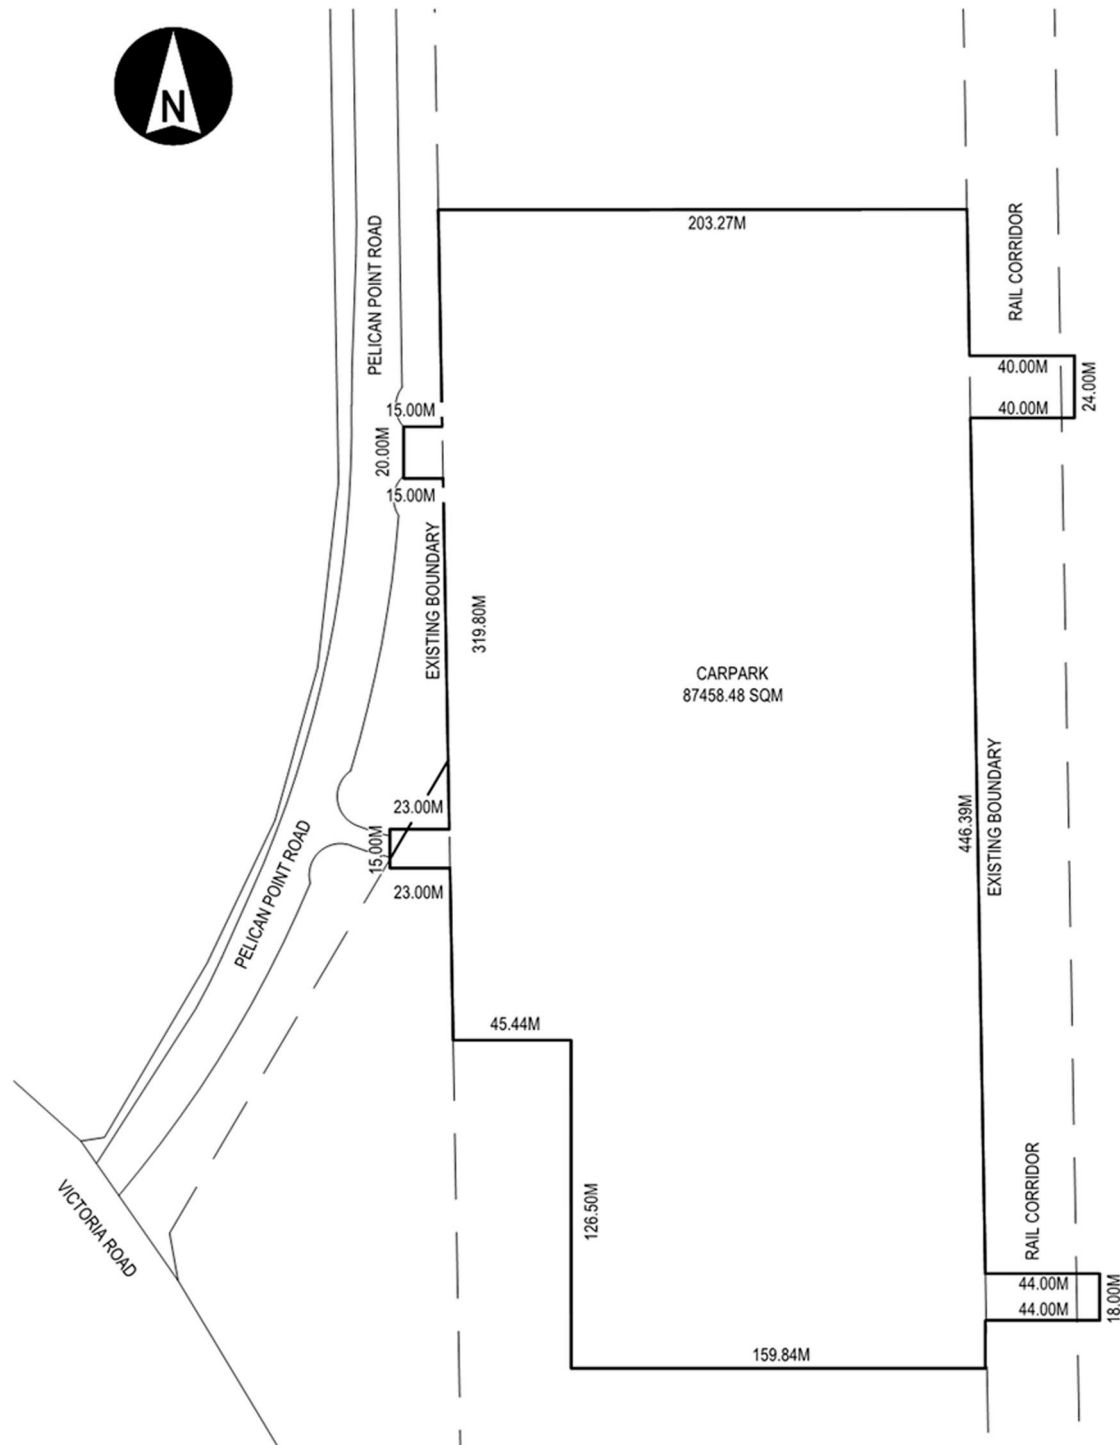 N
203.27M
PELICAN POINT ROAD
RAIL CORRIDOR
40.00M
24.00M
40.00M
15.00M
20.00M
15.00M
EXISTING BOUNDARY
319.80M
CARPARK
87458.48 SQM
446.39M
EXISTING BOUNDARY
23.00M
15.00M
23.00M
PELICAN POINT ROAD
45.44M
126.50M
VICTORIA ROAD
RAIL CORRIDOR
44.00M
44.00M
18.00M
159.84M